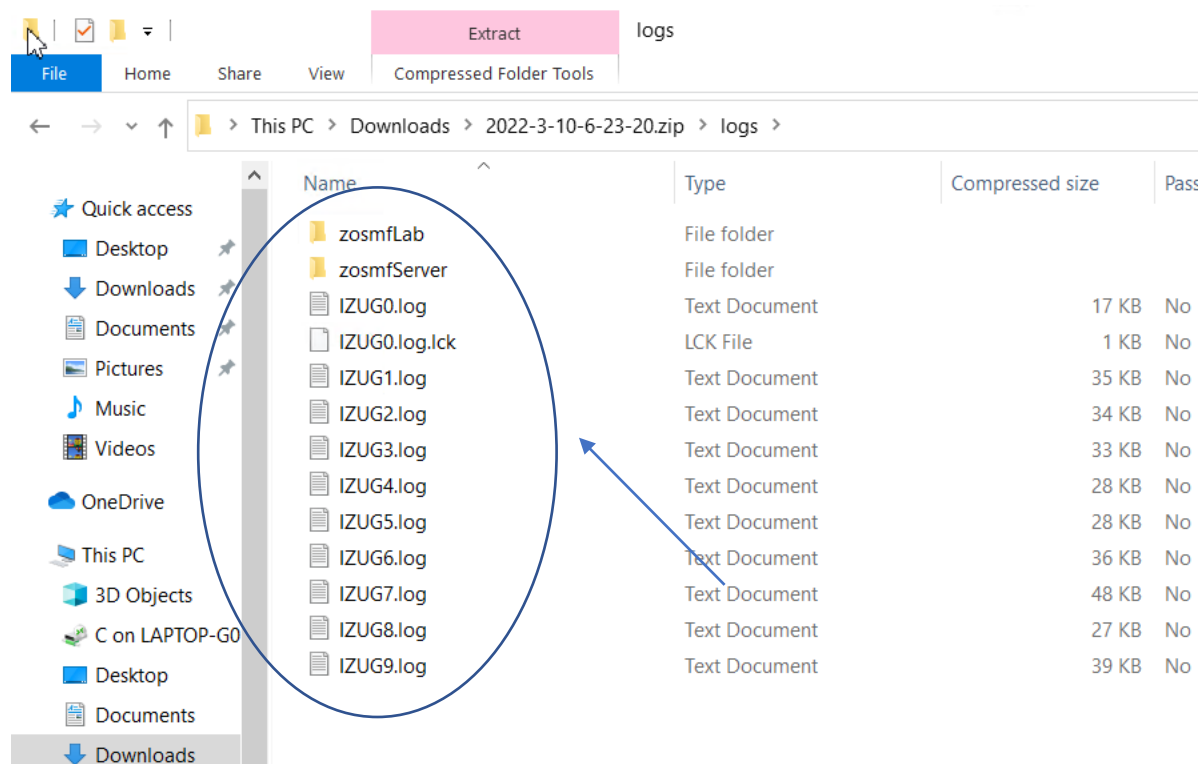 Extract logs
File Home Share View Compressed Folder Tools
This PC > Downloads > 2022-3-10-6-23-20.zip > logs >
Name Type Compressed size Pass
Quick access
Desktop
Downloads
Documents
Pictures
Music
Videos
OneDrive
This PC
3D Objects
C on LAPTOP-G0
Desktop
Documents
Downloads
zosmfLab File folder
zosmfServer File folder
IZUG0.log Text Document 17 KB No
IZUG0.log.lck LCK File 1 KB No
IZUG1.log Text Document 35 KB No
IZUG2.log Text Document 34 KB No
IZUG3.log Text Document 33 KB No
IZUG4.log Text Document 28 KB No
IZUG5.log Text Document 28 KB No
IZUG6.log Text Document 36 KB No
IZUG7.log Text Document 48 KB No
IZUG8.log Text Document 27 KB No
IZUG9.log Text Document 39 KB No